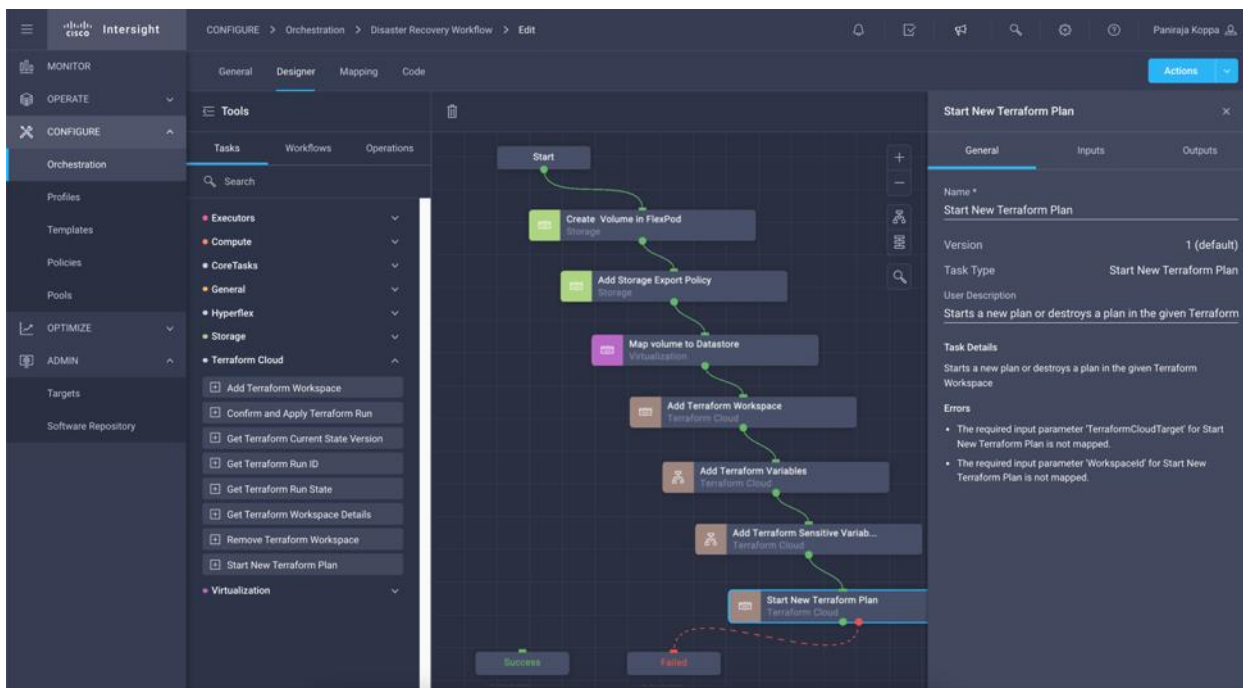 cisco Intersight
CONFIGURE > Orchestration > Disaster Recovery Workflow > Edit
Paniraja Koppa
MONITOR
OPERATE
CONFIGURE
Orchestration
Profiles
Templates
Policies
Pools
OPTIMIZE
ADMIN
Targets
Software Repository
General Designer Mapping Code
Actions
Tools
Tasks Workflows Operations
Search
Executors
Compute
CoreTasks
General
Hyperflex
Storage
Terraform Cloud
Add Terraform Workspace
Confirm and Apply Terraform Run
Get Terraform Current State Version
Get Terraform Run ID
Get Terraform Run State
Get Terraform Workspace Details
Remove Terraform Workspace
Start New Terraform Plan
Virtualization
Start
Create Volume in FlexPod
Storage
Add Storage Export Policy
Storage
Map volume to Datastore
Virtualization
Add Terraform Workspace
Terraform Cloud
Add Terraform Variables
Terraform Cloud
Add Terraform Sensitive Variab...
Terraform Cloud
Start New Terraform Plan
Terraform Cloud
Success
Failed
Start New Terraform Plan
General Inputs Outputs
Name *
Start New Terraform Plan
Version 1 (default)
Task Type Start New Terraform Plan
User Description
Starts a new plan or destroys a plan in the given Terraform
Task Details
Starts a new plan or destroys a plan in the given Terraform
Workspace
Errors
• The required input parameter 'TerraformCloudTarget' for Start
New Terraform Plan is not mapped.
• The required input parameter 'WorkspaceId' for Start New
Terraform Plan is not mapped.